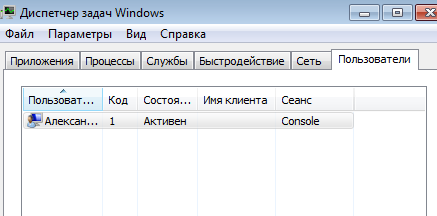 Диспетчер задач Windows
Файл Параметры Вид Справка
Приложения Процессы Службы Быстродействие Сеть Пользователи
Пользоват... Код Состоя... Имя клиента Сеанс
Алексан... 1 Активен Console